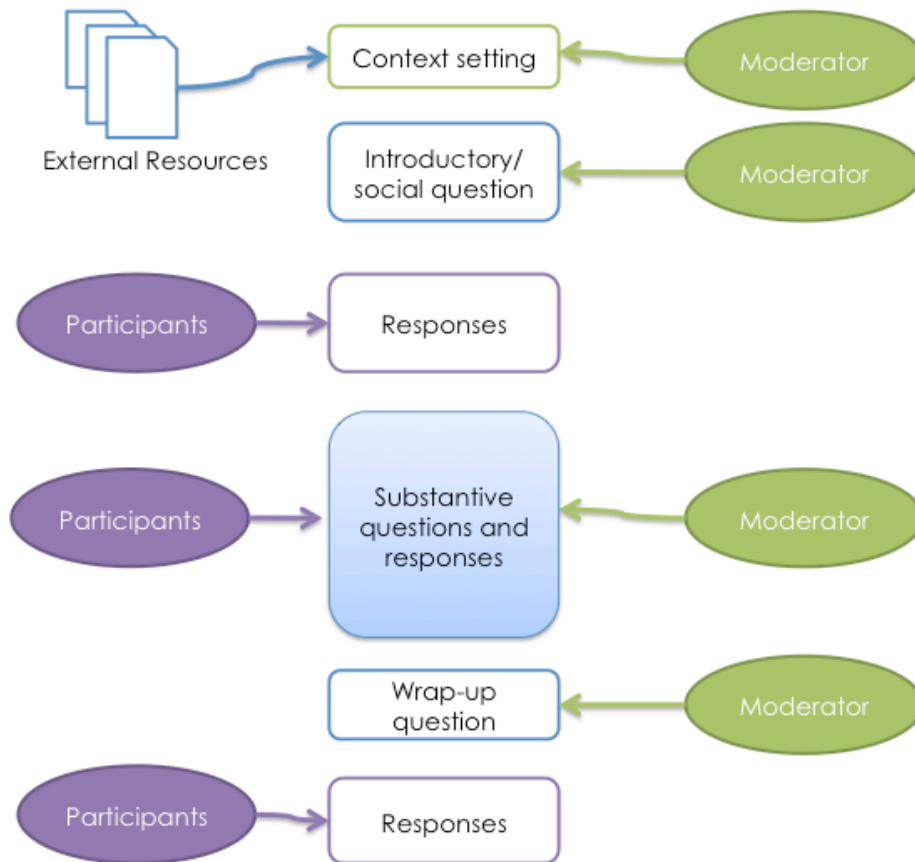 Context setting
Moderator
External Resources
Introductory/
social question
Moderator
Participants
Responses
Participants
Substantive
questions and
responses
Moderator
Wrap-up
question
Moderator
Participants
Responses